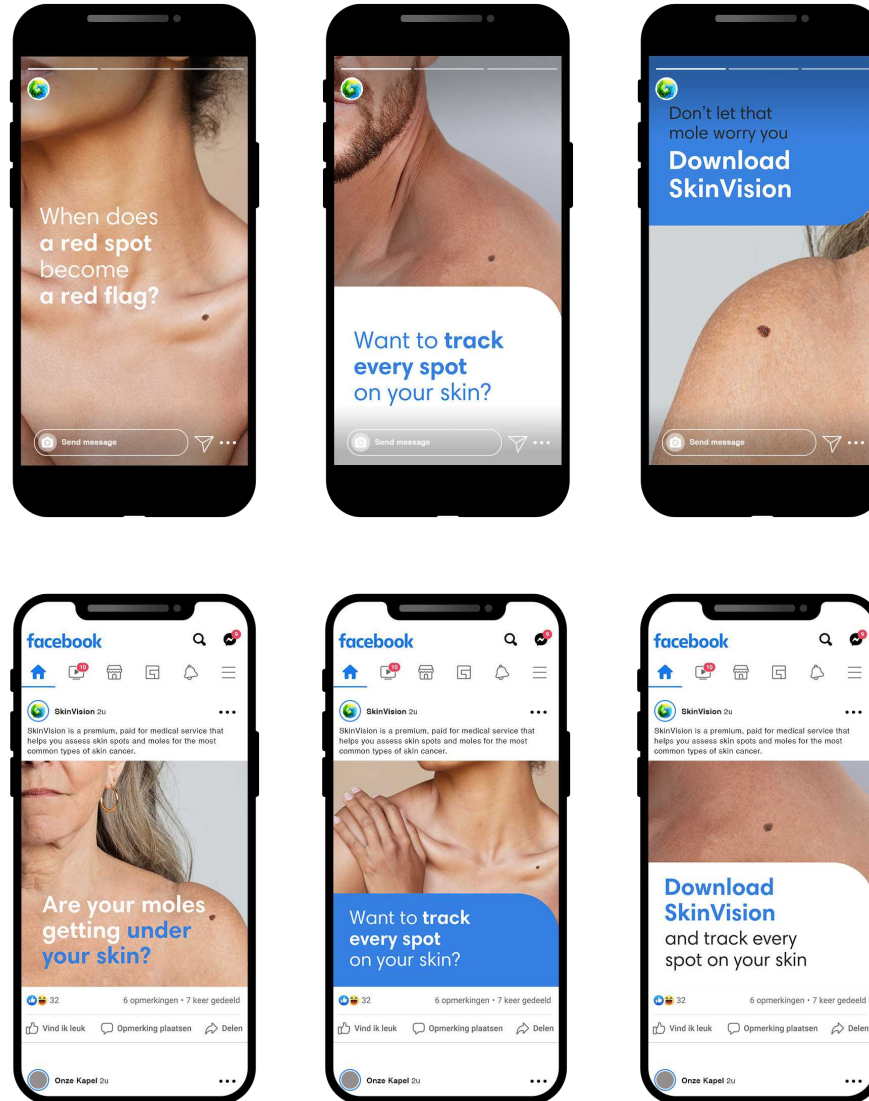 When does
a red spot
become
a red flag?
Send message
Want to track
every spot
on your skin?
Send message
Don't let that
mole worry you
Download
SkinVision
Send message
facebook
9
10
SkinVision 2u
SkinVision is a premium, paid for medical service that
helps you assess skin spots and moles for the most
common types of skin cancer.
Are your moles
getting under
your skin?
32 6 opmerkingen • 7 keer gedeeld
Vind ik leuk Opmerking plaatsen Delen
Onze Kapel 2u
facebook
9
10
SkinVision 2u
SkinVision is a premium, paid for medical service that
helps you assess skin spots and moles for the most
common types of skin cancer.
Want to track
every spot
on your skin?
32 6 opmerkingen • 7 keer gedeeld
Vind ik leuk Opmerking plaatsen Delen
Onze Kapel 2u
facebook
9
10
SkinVision 2u
SkinVision is a premium, paid for medical service that
helps you assess skin spots and moles for the most
common types of skin cancer.
Download
SkinVision
and track every
spot on your skin
32 6 opmerkingen • 7 keer gedeeld
Vind ik leuk Opmerking plaatsen Delen
Onze Kapel 2u